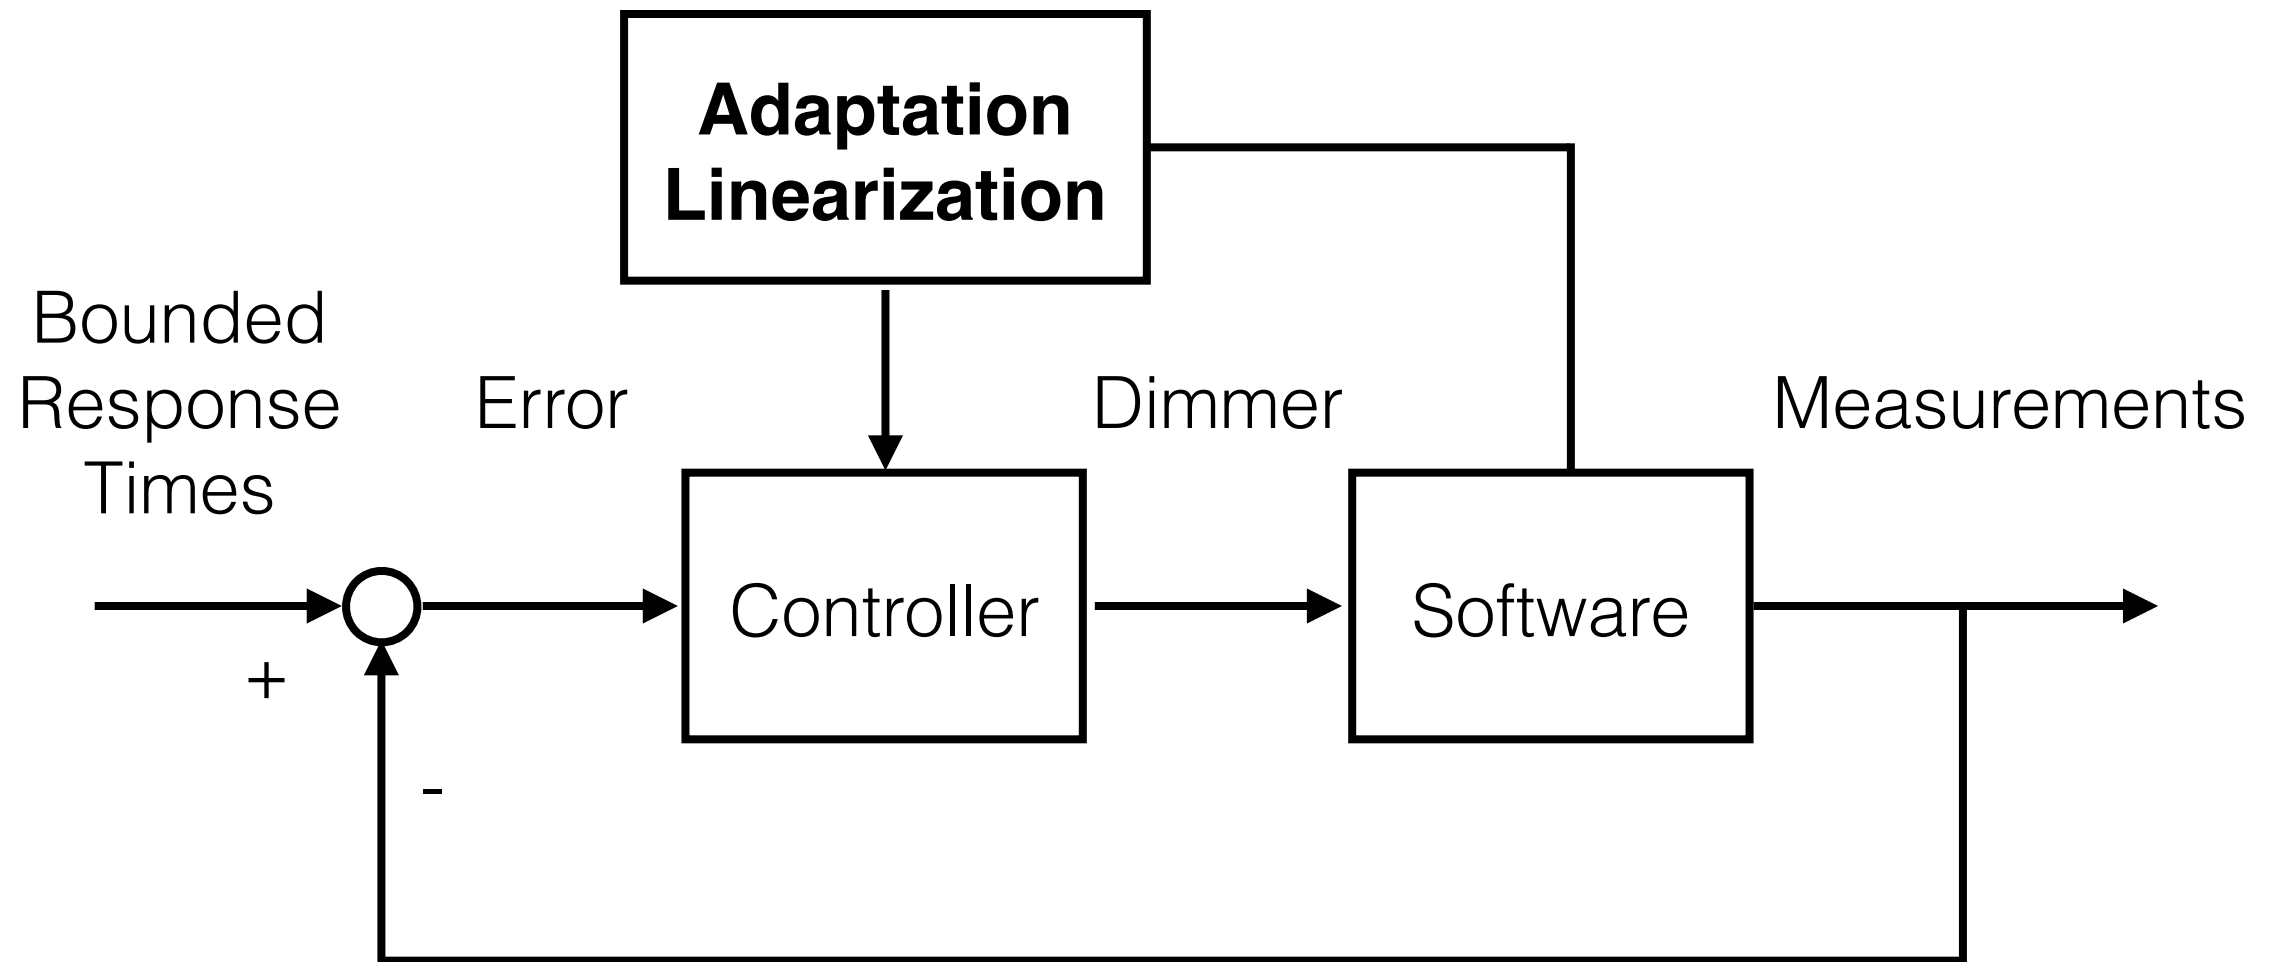 Adaptation
Linearization
Bounded
Response
Times
Error
Dimmer
Measurements
Controller
Software
+
-